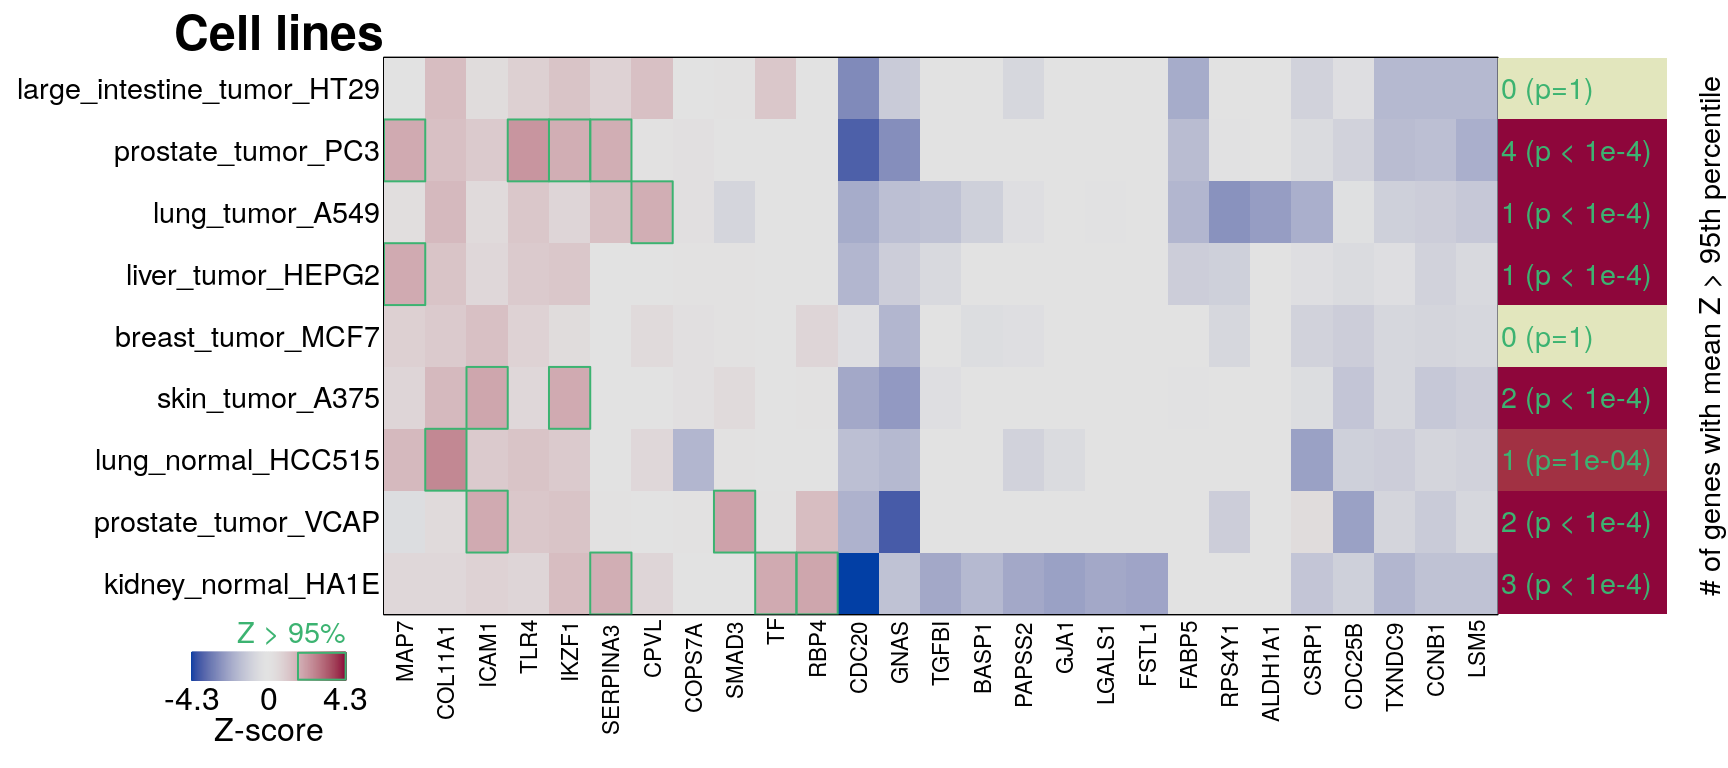 Cell lines
large_intestine_tumor_HT29
0 (p=1)
prostate_tumor_PC3
4 (p < 1e-4)
lung_tumor_A549
1 (p < 1e-4)
liver_tumor_HEPG2
1 (p < 1e-4)
breast_tumor_MCF7
0 (p=1)
skin_tumor_A375
2 (p < 1e-4)
lung_normal_HCC515
1 (p=1e-04)
prostate_tumor_VCAP
2 (p < 1e-4)
kidney_normal_HA1E
3 (p < 1e-4)
# of genes with mean Z > 95th percentile
MAP7
COL11A1
ICAM1
TLR4
IKZF1
SERPINA3
CPVL
COPS7A
SMAD3
TF
RBP4
CDC20
GNAS
TGFBI
BASP1
PAPSS2
GJA1
LGALS1
FSTL1
FABP5
RPS4Y1
ALDH1A1
CSRP1
CDC25B
TXNDC9
CCNB1
LSM5
Z > 95%
-4.3 0 4.3
Z-score